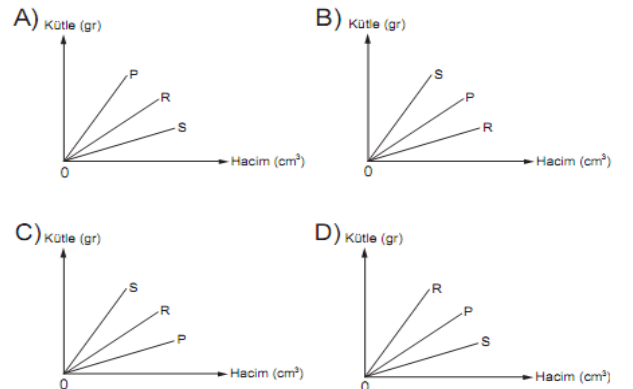 A) Kütle (gr)
P
R
S
Hacim (cm³)
0
B) Kütle (gr)
S
P
R
Hacim (cm³)
0
C) Kütle (gr)
S
R
P
Hacim (cm³)
0
D) Kütle (gr)
R
P
S
Hacim (cm³)
0